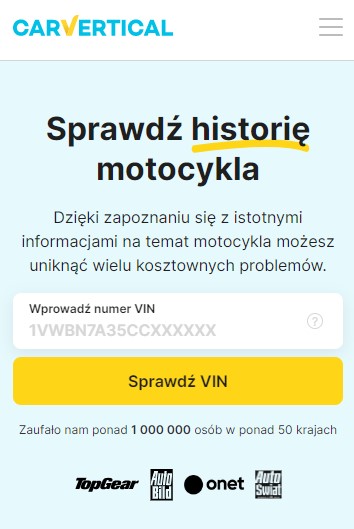 CARVERTICAL
Sprawdź historię
motocykla
Dzięki zapoznaniu się z istotnymi
informacjami na temat motocykla możesz
uniknąć wielu kosztownych problemów.
Wprowadź numer VIN
1VWBN7A35CCXXXXXX
?
Sprawdź VIN
Zaufało nam ponad 1 000 000 osób w ponad 50 krajach
TopGear Auto Bild onet Auto Świat